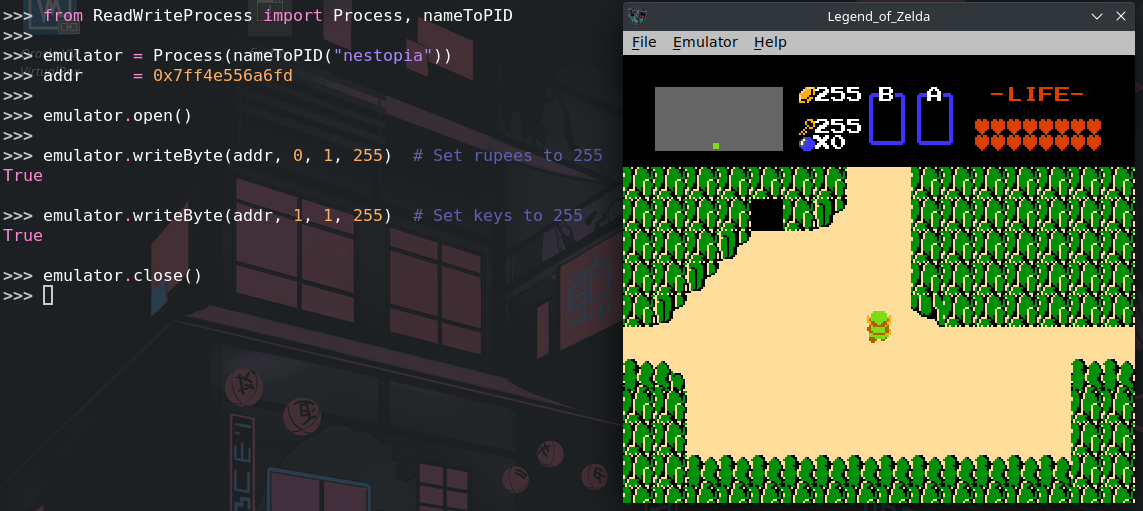 >>> from ReadWriteProcess import Process, nameToPID
>>>
>>> emulator = Process(nameToPID("nestopia"))
>>> addr     = 0x7ff4e556a6fd
>>>
>>> emulator.open()
>>>
>>> emulator.writeByte(addr, 0, 1, 255)  # Set rupees to 255
True
>>> emulator.writeByte(addr, 1, 1, 255)  # Set keys to 255
True
>>> emulator.close()
>>>
Legend_of_Zelda
File Emulator Help
255 B A -LIFE-
255
X0